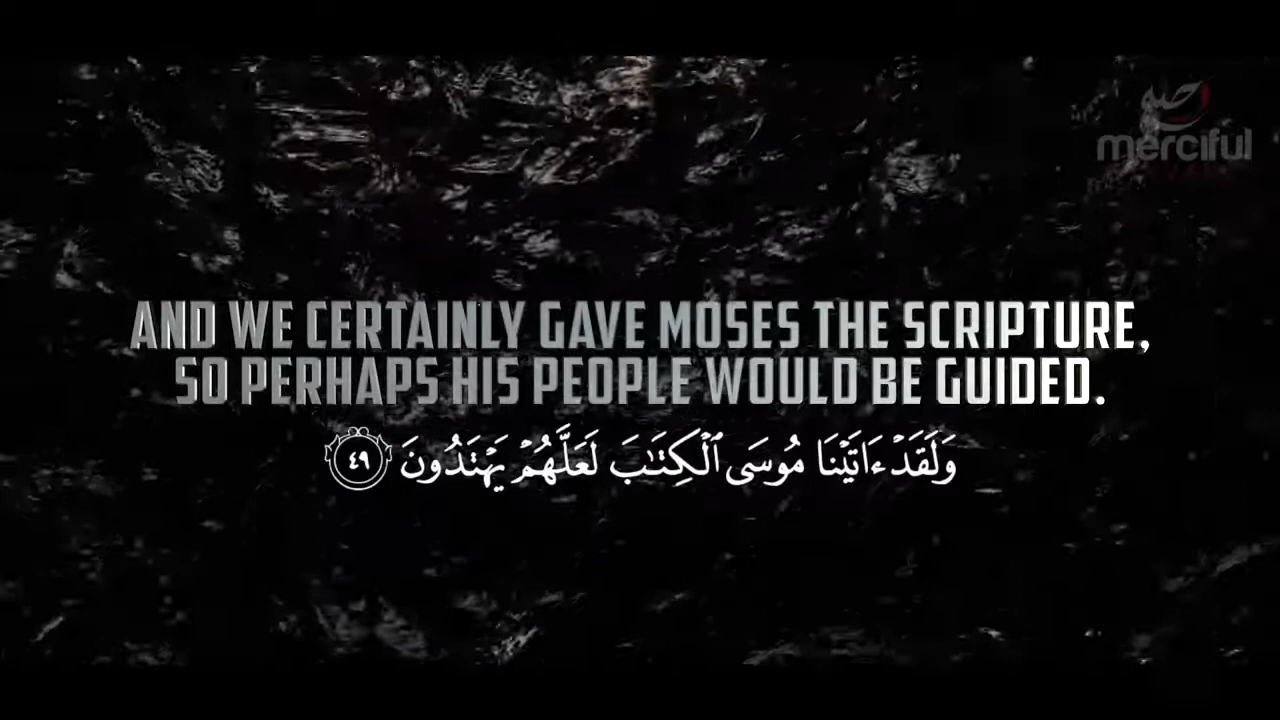 merciful
AND WE CERTAINLY GAVE MOSES THE SCRIPTURE,
SO PERHAPS HIS PEOPLE WOULD BE GUIDED.
وَلَقَدْ ءَاتَيْنَا مُوسَى ٱلْكِتَٰبَ لَعَلَّهُمْ يَهْتَدُونَ ٤٩